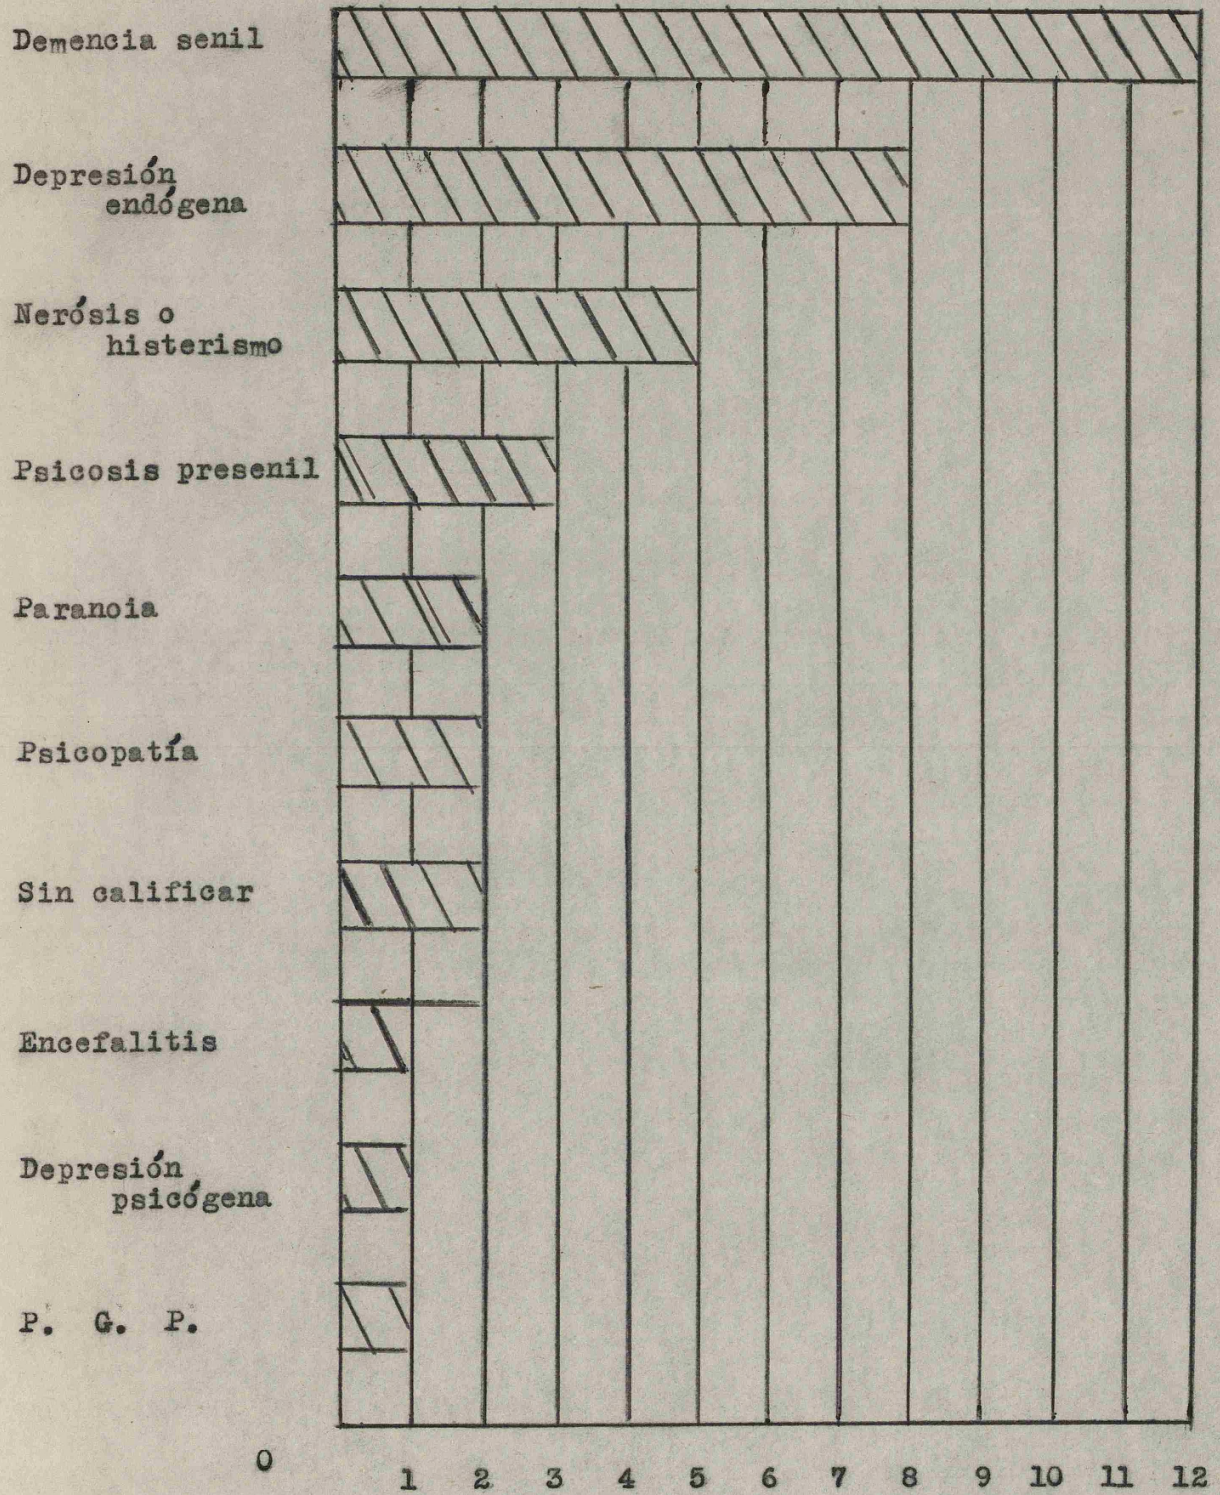 Demencia senil
Depresión
endógena
Nerósis o
histerismo
Psicosis presenil
Paranoia
Psicopatía
Sin calificar
Encefalitis
Depresión
psicógena
P. G. P.
0 1 2 3 4 5 6 7 8 9 10 11 12